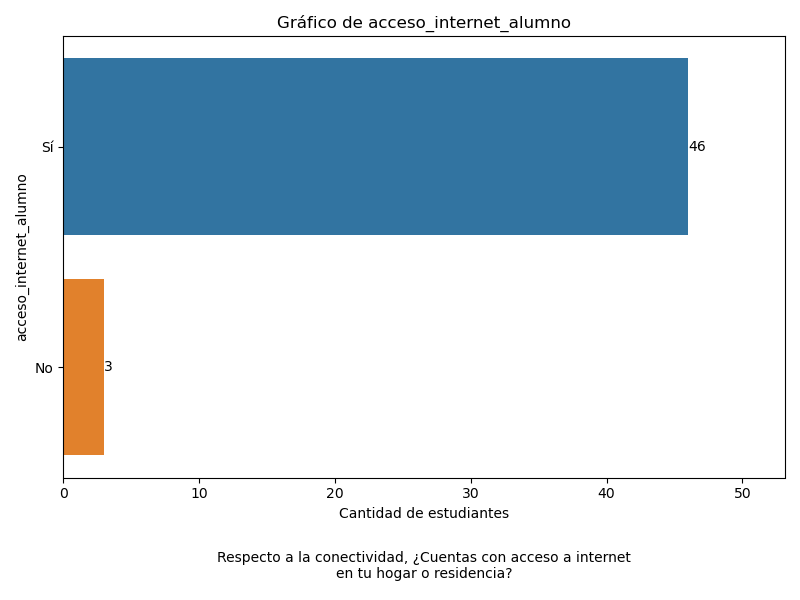 Gráfico de acceso_internet_alumno
acceso_internet_alumno
Sí
46
No
3
0 10 20 30 40 50
Cantidad de estudiantes
Respecto a la conectividad, ¿Cuentas con acceso a internet
en tu hogar o residencia?